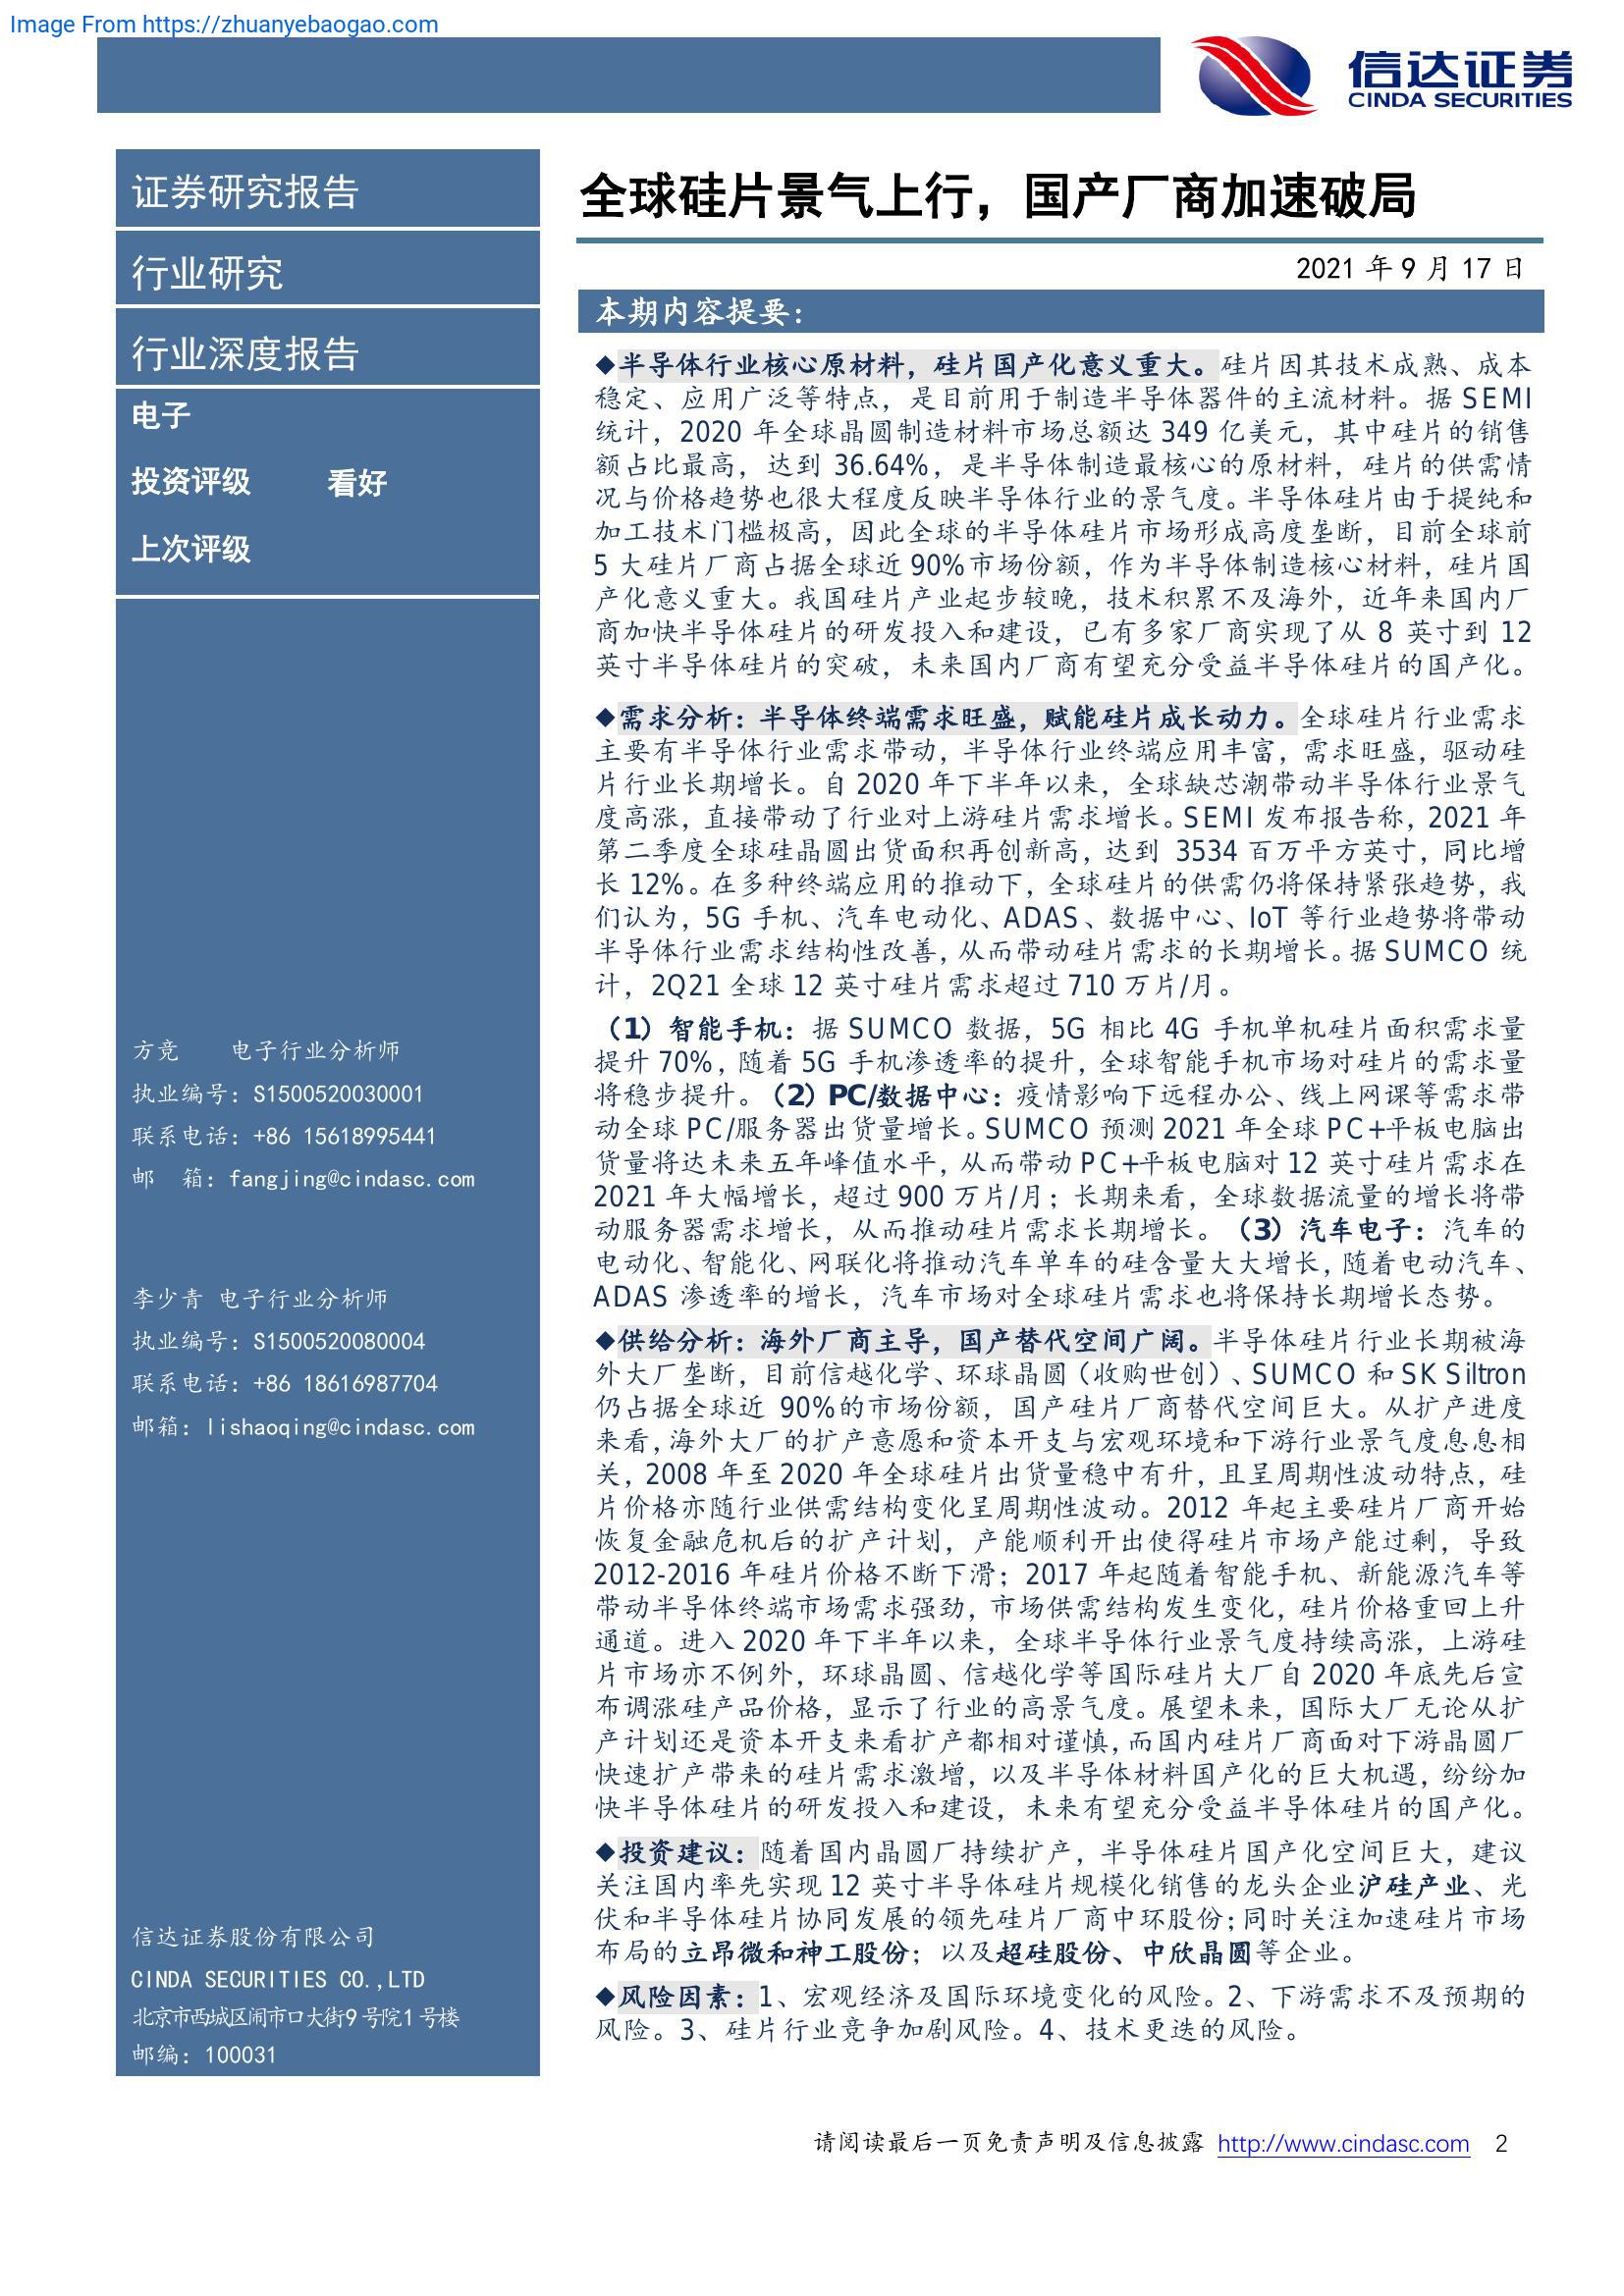 Image From https://zhuanyebaogao.com
信达证券
CINDA SECURITIES
证券研究报告
行业研究
行业深度报告
电子
投资评级 看好
上次评级
方竞 电子行业分析师
执业编号：S1500520030001
联系电话：+86 15618995441
邮 箱：fangjing@cindasc.com
李少青 电子行业分析师
执业编号：S1500520080004
联系电话：+86 18616987704
邮箱：lishaoqing@cindasc.com
信达证券股份有限公司
CINDA SECURITIES CO.,LTD
北京市西城区闹市口大街9号院1号楼
邮编：100031
全球硅片景气上行，国产厂商加速破局
2021 年 9 月 17 日
本期内容提要：
◆半导体行业核心原材料，硅片国产化意义重大。硅片因其技术成熟、成本
稳定、应用广泛等特点，是目前用于制造半导体器件的主流材料。据 SEMI
统计，2020 年全球晶圆制造材料市场总额达 349 亿美元，其中硅片的销售
额占比最高，达到 36.64%，是半导体制造最核心的原材料，硅片的供需情
况与价格趋势也很大程度反映半导体行业的景气度。半导体硅片由于提纯和
加工技术门槛极高，因此全球的半导体硅片市场形成高度垄断，目前全球前
5 大硅片厂商占据全球近 90%市场份额，作为半导体制造核心材料，硅片国
产化意义重大。我国硅片产业起步较晚，技术积累不及海外，近年来国内厂
商加快半导体硅片的研发投入和建设，已有多家厂商实现了从 8 英寸到 12
英寸半导体硅片的突破，未来国内厂商有望充分受益半导体硅片的国产化。
◆需求分析：半导体终端需求旺盛，赋能硅片成长动力。全球硅片行业需求
主要有半导体行业需求带动，半导体行业终端应用丰富，需求旺盛，驱动硅
片行业长期增长。自 2020 年下半年以来，全球缺芯潮带动半导体行业景气
度高涨，直接带动了行业对上游硅片需求增长。SEMI 发布报告称，2021 年
第二季度全球硅晶圆出货面积再创新高，达到 3534 百万平方英寸，同比增
长 12%。在多种终端应用的推动下，全球硅片的供需仍将保持紧张趋势，我
们认为，5G 手机、汽车电动化、ADAS、数据中心、IoT 等行业趋势将带动
半导体行业需求结构性改善，从而带动硅片需求的长期增长。据 SUMCO 统
计，2Q21 全球 12 英寸硅片需求超过 710 万片/月。
（1）智能手机：据 SUMCO 数据，5G 相比 4G 手机单机硅片面积需求量
提升 70%，随着 5G 手机渗透率的提升，全球智能手机市场对硅片的需求量
将稳步提升。（2）PC/数据中心：疫情影响下远程办公、线上网课等需求带
动全球 PC/服务器出货量增长。SUMCO 预测 2021 年全球 PC+平板电脑出
货量将达未来五年峰值水平，从而带动 PC+平板电脑对 12 英寸硅片需求在
2021 年大幅增长，超过 900 万片/月；长期来看，全球数据流量的增长将带
动服务器需求增长，从而推动硅片需求长期增长。（3）汽车电子：汽车的
电动化、智能化、网联化将推动汽车单车的硅含量大大增长，随着电动汽车、
ADAS 渗透率的增长，汽车市场对全球硅片需求也将保持长期增长态势。
◆供给分析：海外厂商主导，国产替代空间广阔。半导体硅片行业长期被海
外大厂垄断，目前信越化学、环球晶圆（收购世创）、SUMCO 和 SK Siltron
仍占据全球近 90%的市场份额，国产硅片厂商替代空间巨大。从扩产进度
来看，海外大厂的扩产意愿和资本开支与宏观环境和下游行业景气度息息相
关，2008 年至 2020 年全球硅片出货量稳中有升，且呈周期性波动特点，硅
片价格亦随行业供需结构变化呈周期性波动。2012 年起主要硅片厂商开始
恢复金融危机后的扩产计划，产能顺利开出使得硅片市场产能过剩，导致
2012-2016 年硅片价格不断下滑；2017 年起随着智能手机、新能源汽车等
带动半导体终端市场需求强劲，市场供需结构发生变化，硅片价格重回上升
通道。进入 2020 年下半年以来，全球半导体行业景气度持续高涨，上游硅
片市场亦不例外，环球晶圆、信越化学等国际硅片大厂自 2020 年底先后宣
布调涨硅产品价格，显示了行业的高景气度。展望未来，国际大厂无论从扩
产计划还是资本开支来看扩产都相对谨慎，而国内硅片厂商面对下游晶圆厂
快速扩产带来的硅片需求激增，以及半导体材料国产化的巨大机遇，纷纷加
快半导体硅片的研发投入和建设，未来有望充分受益半导体硅片的国产化。
◆投资建议：随着国内晶圆厂持续扩产，半导体硅片国产化空间巨大，建议
关注国内率先实现 12 英寸半导体硅片规模化销售的龙头企业沪硅产业、光
伏和半导体硅片协同发展的领先硅片厂商中环股份；同时关注加速硅片市场
布局的立昂微和神工股份；以及超硅股份、中欣晶圆等企业。
◆风险因素：1、宏观经济及国际环境变化的风险。2、下游需求不及预期的
风险。3、硅片行业竞争加剧风险。4、技术更迭的风险。
请阅读最后一页免责声明及信息披露 http://www.cindasc.com 2